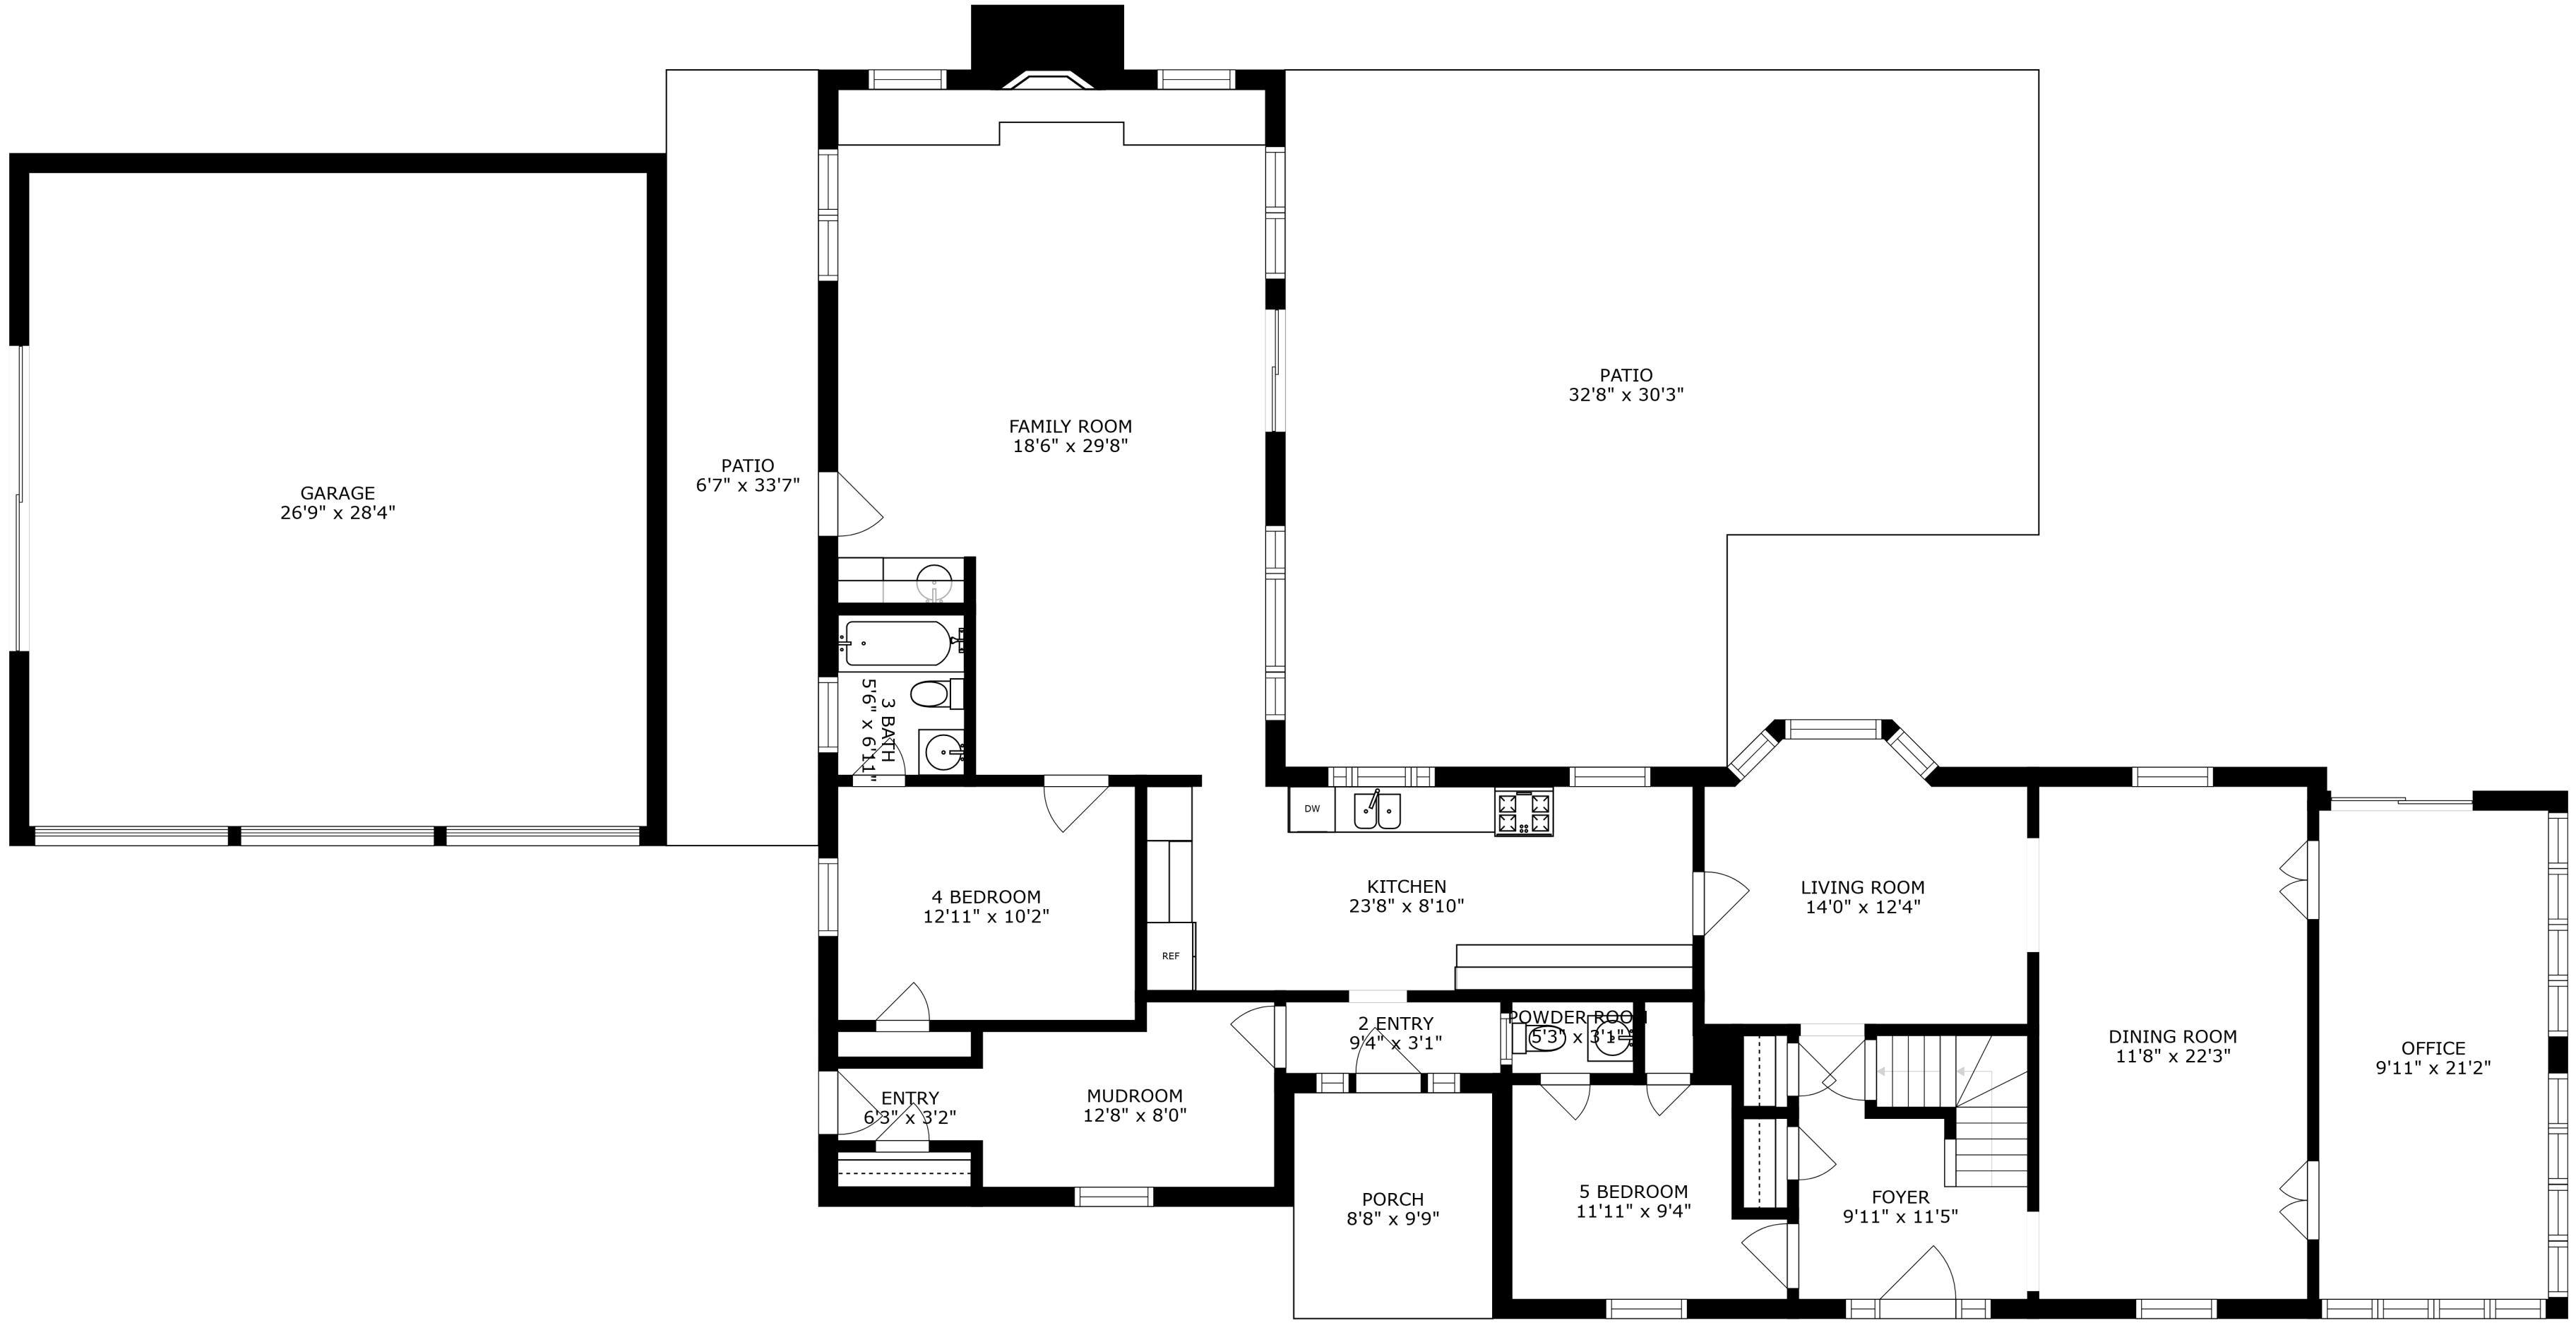 PATIO
32'8" x 30'3"
FAMILY ROOM
18'6" x 29'8"
PATIO
6'7" x 33'7"
GARAGE
26'9" x 28'4"
3 BATH
5'6" x 6'11"
DW
KITCHEN
23'8" x 8'10"
LIVING ROOM
14'0" x 12'4"
4 BEDROOM
12'11" x 10'2"
REF
2 ENTRY
9'4" x 3'1"
POWDER ROOM
5'3" x 3'1"
DINING ROOM
11'8" x 22'3"
OFFICE
9'11" x 21'2"
ENTRY
6'3" x 3'2"
MUDROOM
12'8" x 8'0"
PORCH
8'8" x 9'9"
5 BEDROOM
11'11" x 9'4"
FOYER
9'11" x 11'5"